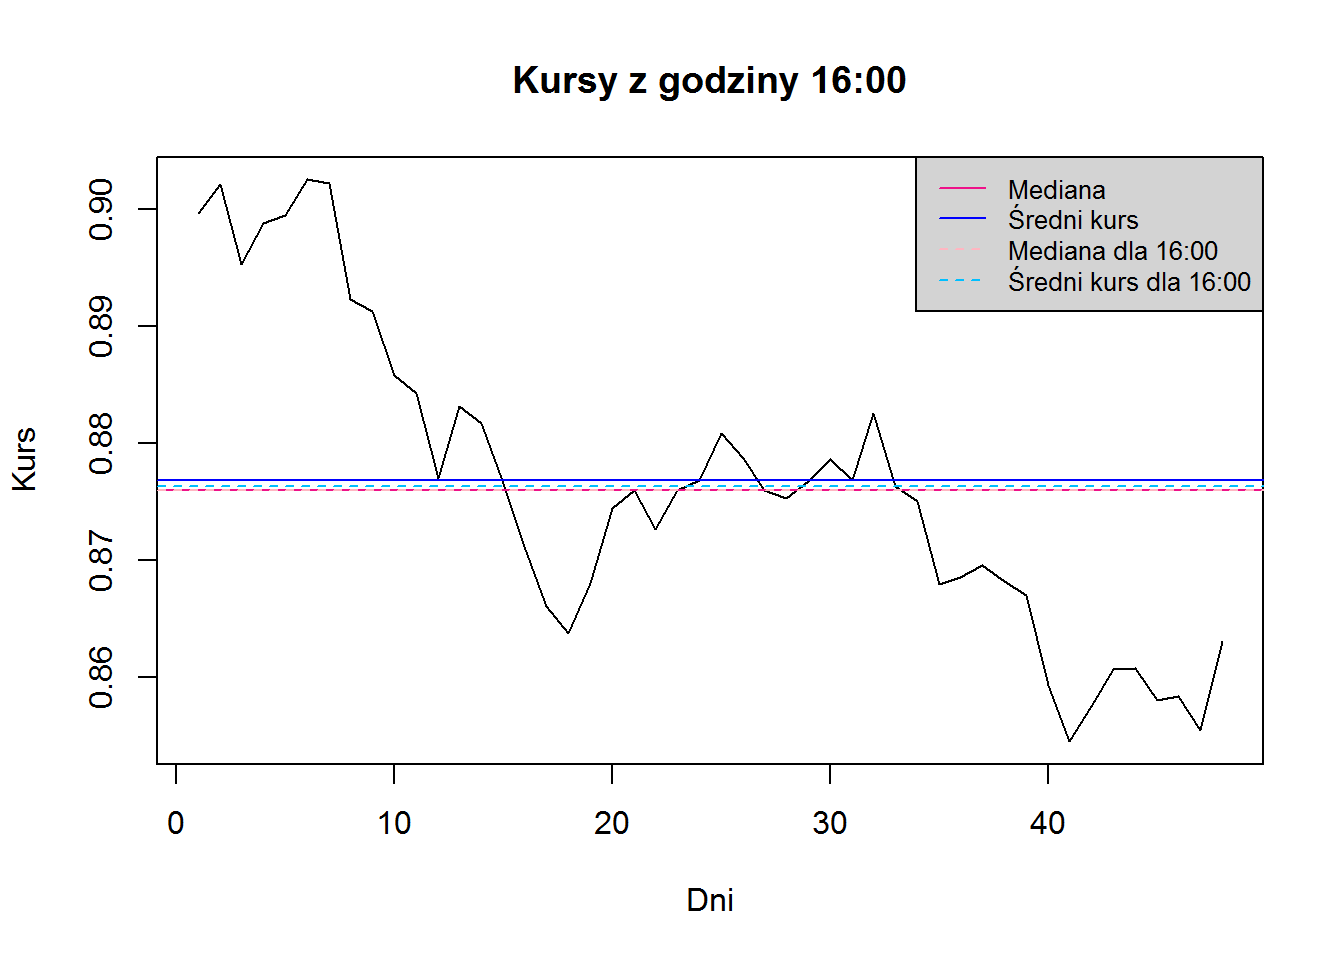 Kursy z godziny 16:00
Mediana
Średni kurs
Mediana dla 16:00
Średni kurs dla 16:00
Kurs
0.90
0.89
0.88
0.87
0.86
0 10 20 30 40
Dni